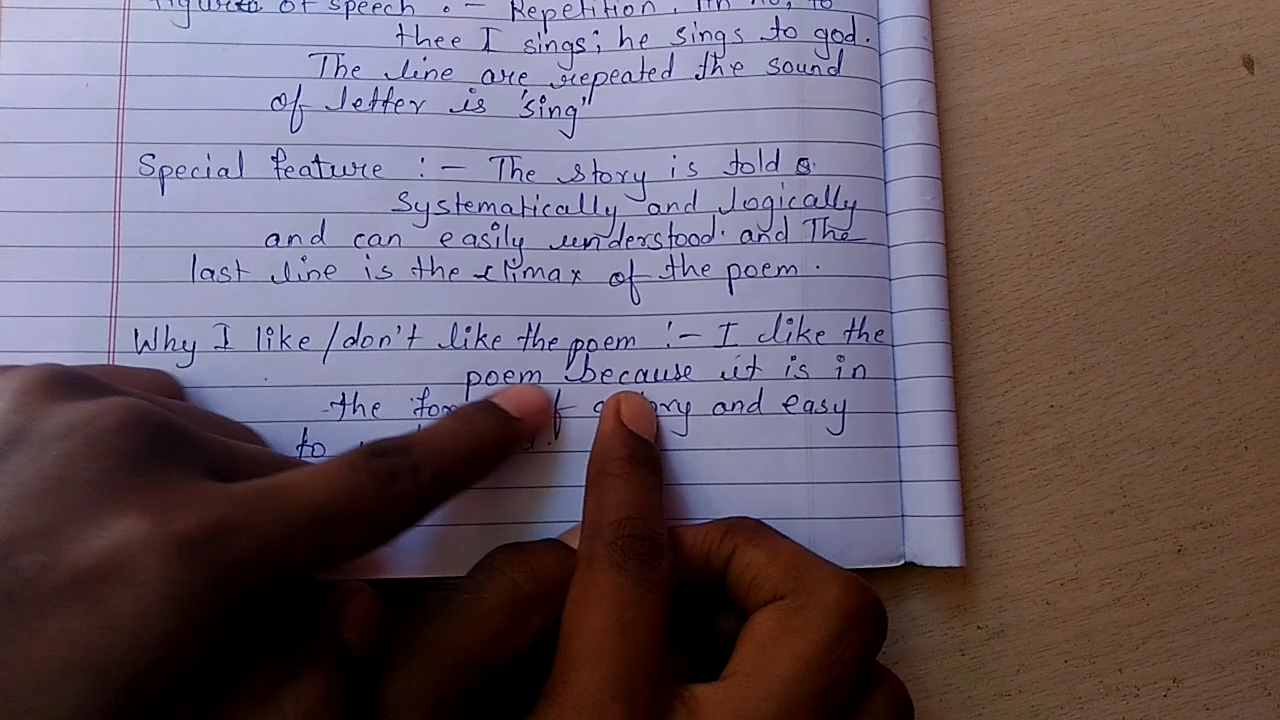 figures of speech :- Repetition. to
thee I sings; he sings to god.
The line are repeated the sound
of letter is 'sing"
Special feature :- The story is told
systematically and logically
and can easily understood. and The
last line is the climax of the poem.
Why I like/don't like the poem :- I like the
poem because it is in
the and easy
to